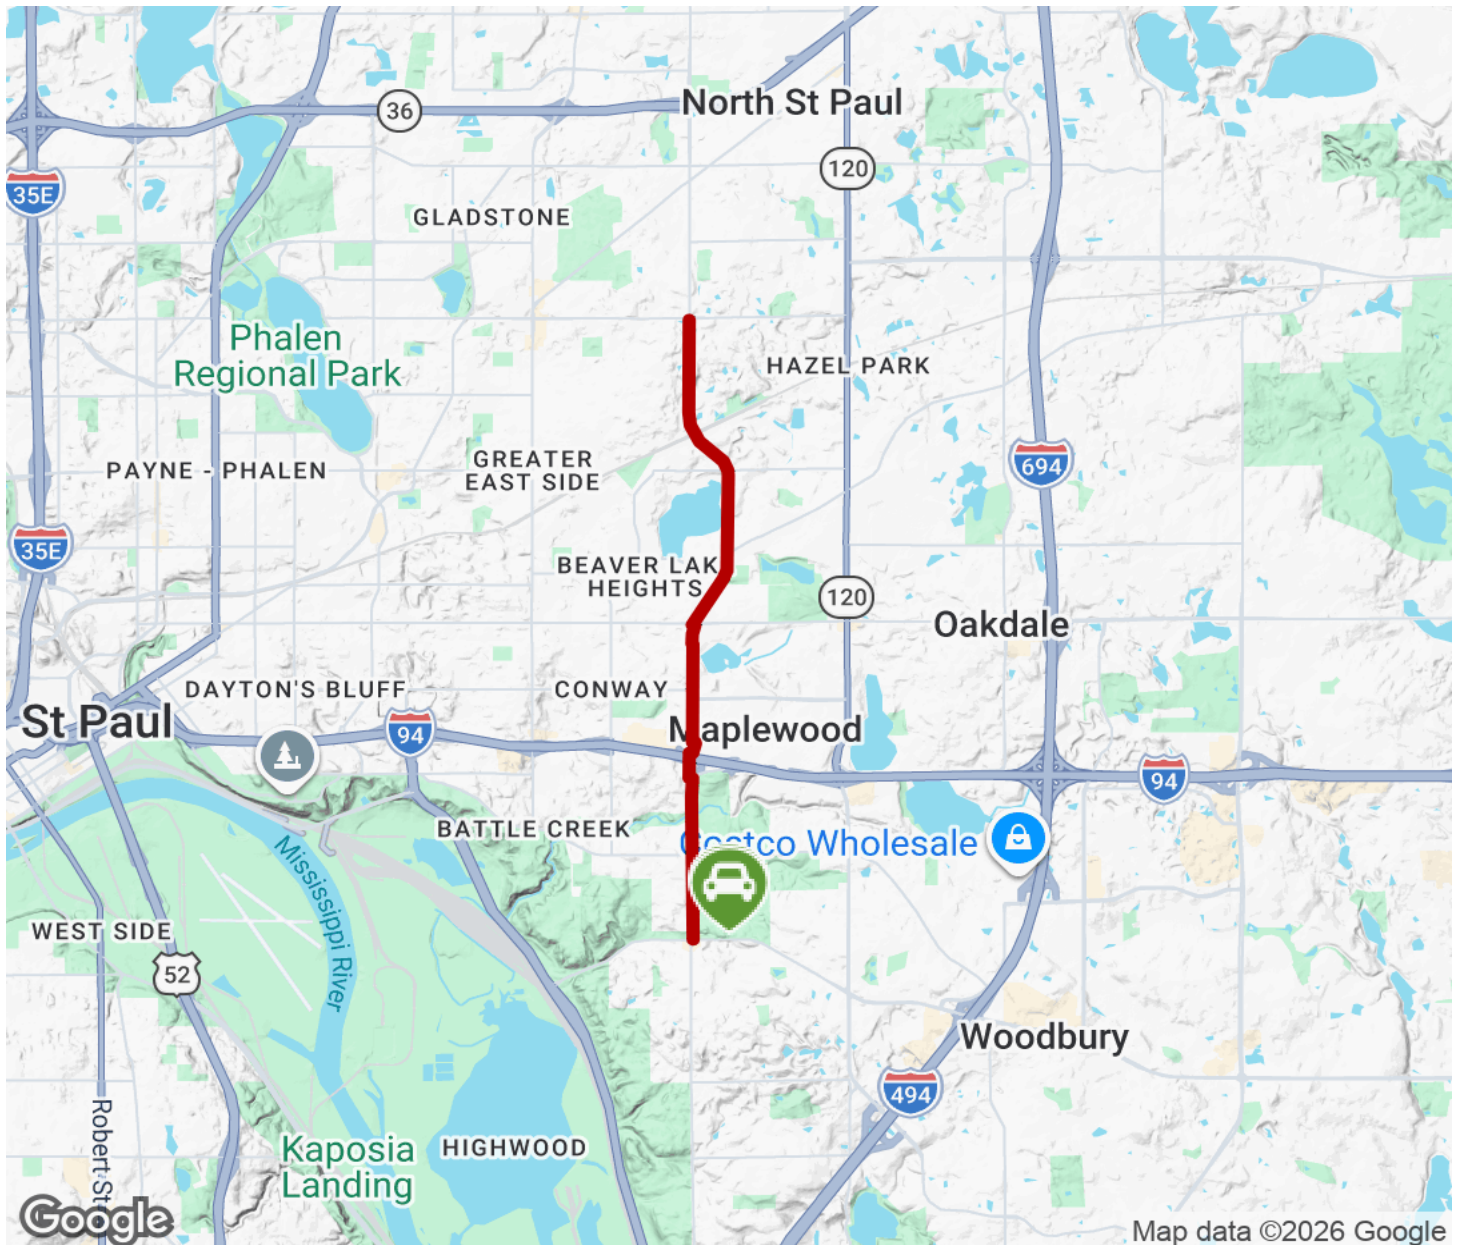 36
North St Paul
120
35E
GLADSTONE
Phalen
Regional Park
HAZEL PARK
GREATER
EAST SIDE
PAYNE - PHALEN
694
35E
BEAVER LAK
HEIGHTS
120
Oakdale
DAYTON'S BLUFF
CONWAY
St Paul
94
Maplewood
94
BATTLE CREEK
Costco Wholesale
Mississippi River
WEST SIDE
52
Woodbury
494
Robert St
Kaposia
Landing
HIGHWOOD
Google
Map data ©2026 Google